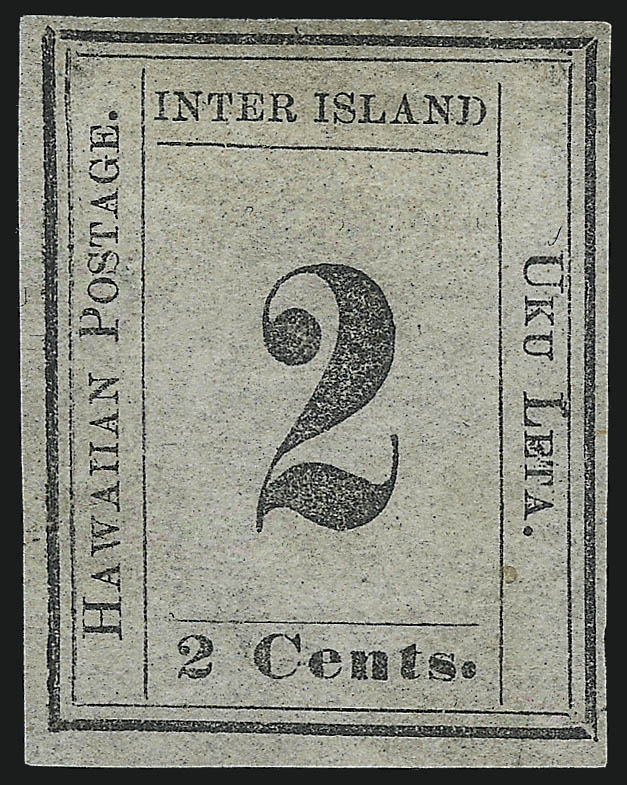 INTER ISLAND
HAWAIIAN POSTAGE.
2
UKU LETA.
2 Cents.